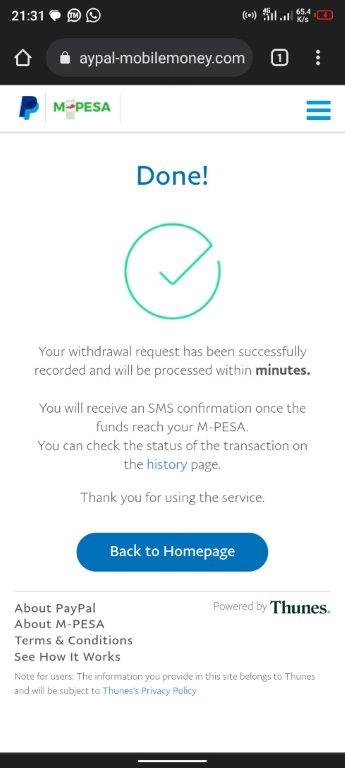 21:31 4G 65.4 K/s 4
aypal-mobilemoney.com 1
M-PESA
Done!
Your withdrawal request has been successfully
recorded and will be processed within minutes.
You will receive an SMS confirmation once the
funds reach your M-PESA.
You can check the status of the transaction on
the history page.
Thank you for using the service.
Back to Homepage
About PayPal
Powered by Thunes.
About M-PESA
Terms & Conditions
See How It Works
Note for users: The information you provide in this site belongs to Thunes
and will be subject to Thunes's Privacy Policy